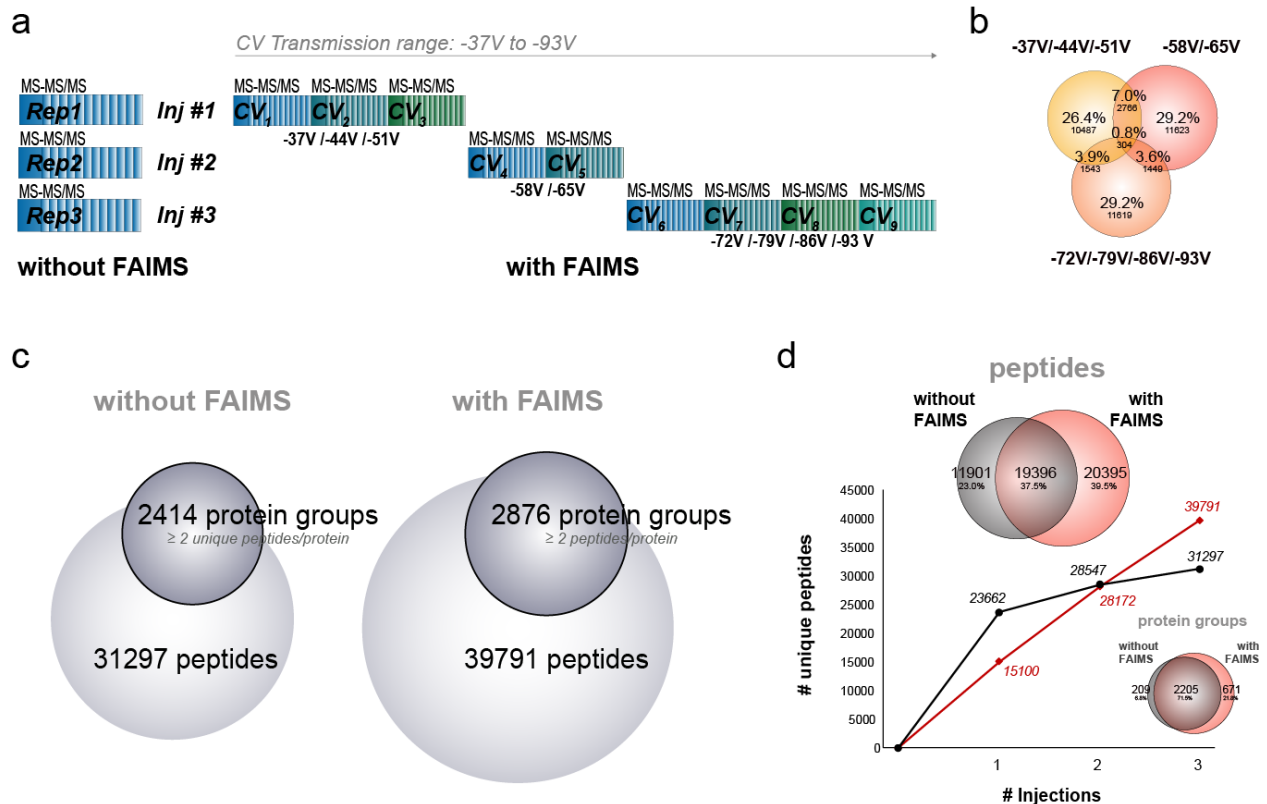 a
CV Transmission range: -37V to -93V
MS-MS/MS
Rep1
Inj #1
MS-MS/MS MS-MS/MS MS-MS/MS
CV1 CV2 CV3
-37V /-44V/ -51V
MS-MS/MS
Rep2
Inj #2
MS-MS/MS MS-MS/MS
CV4 CV5
-58V /-65V
MS-MS/MS
Rep3
Inj #3
MS-MS/MS MS-MS/MS MS-MS/MS MS-MS/MS
CV6 CV7 CV8 CV9
-72V /-79V /-86V /-93 V
without FAIMS
with FAIMS
b
-37V/-44V/-51V
-58V/-65V
7.0%
2766
26.4%
10487
29.2%
11623
0.8%
304
3.9%
1543
3.6%
1449
29.2%
11619
-72V/-79V/-86V/-93V
c
without FAIMS
2414 protein groups
≥ 2 unique peptides/protein
31297 peptides
with FAIMS
2876 protein groups
≥ 2 peptides/protein
39791 peptides
d
peptides
without
FAIMS
with
FAIMS
11901
23.0%
19396
37.5%
20395
39.5%
# unique peptides
45000
40000
35000
30000
25000
20000
15000
10000
5000
0
23662
28547
31297
15100
28172
39791
protein groups
without
FAIMS
with
FAIMS
209
6.8%
2205
71.5%
671
21.8%
1 2 3
# Injections